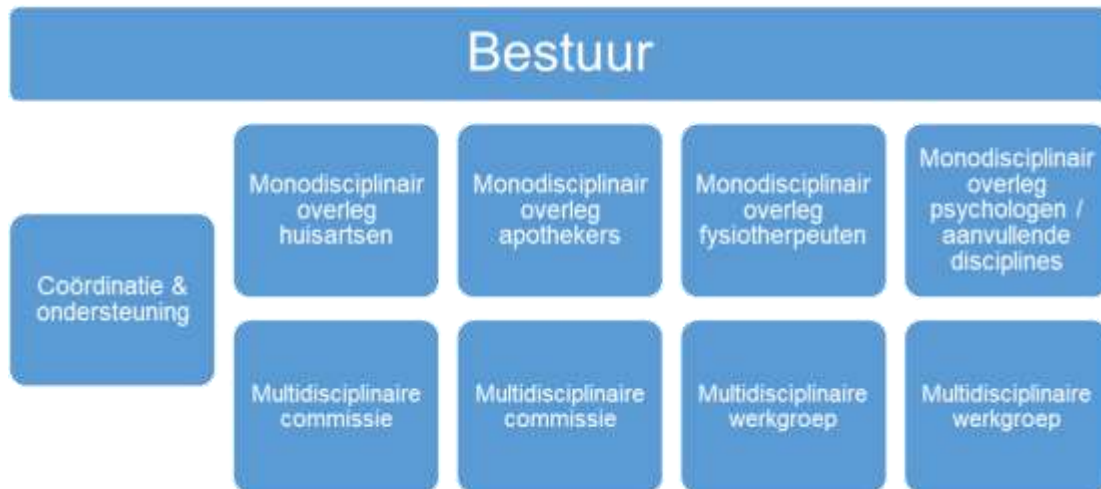 Bestuur
Monodisciplinair
overleg
huisartsen
Monodisciplinair
overleg
apothekers
Monodisciplinair
overleg
fysiotherpeuten
Monodisciplinair
overleg
psychologen /
aanvullende
disciplines
Coördinatie &
ondersteuning
Multidisciplinaire
commissie
Multidisciplinaire
commissie
Multidisciplinaire
werkgroep
Multidisciplinaire
werkgroep